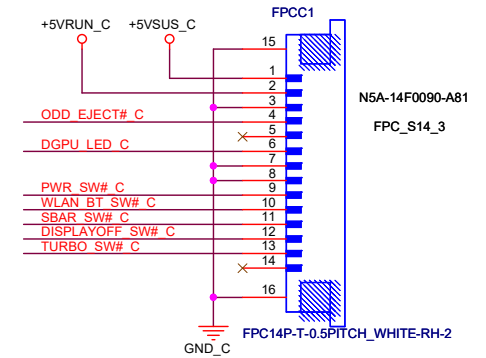 FPCC1
+5VRUN_C +5VSUS_C
15
1
2
3
ODD_EJECT#_C 4
5
DGPU_LED_C 6
7
8
PWR_SW#_C 9
WLAN_BT_SW#_C 10
SBAR_SW#_C 11
DISPLAYOFF_SW#_C 12
TURBO_SW#_C 13
14
16
N5A-14F0090-A81
FPC_S14_3
GND_C
FPC14P-T-0.5PITCH_WHITE-RH-2